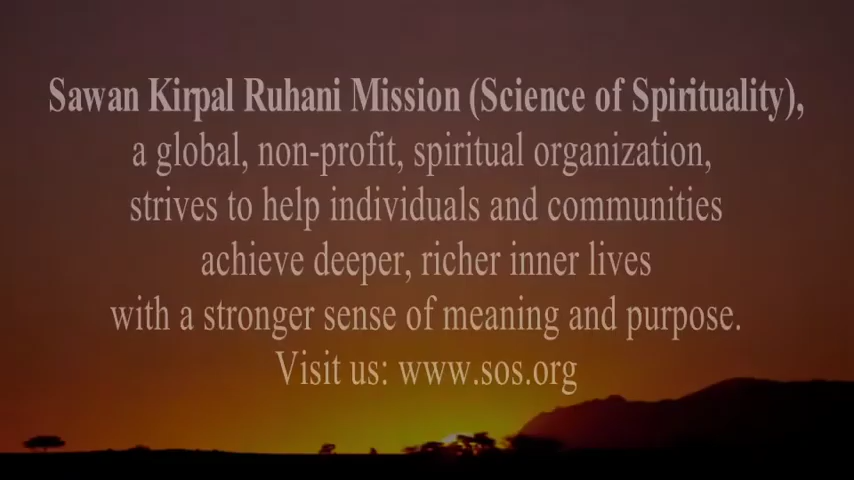 Sawan Kirpal Ruhani Mission (Science of Spirituality),
a global, non-profit, spiritual organization,
strives to help individuals and communities
achieve deeper, richer inner lives
with a stronger sense of meaning and purpose.
Visit us: www.sos.org